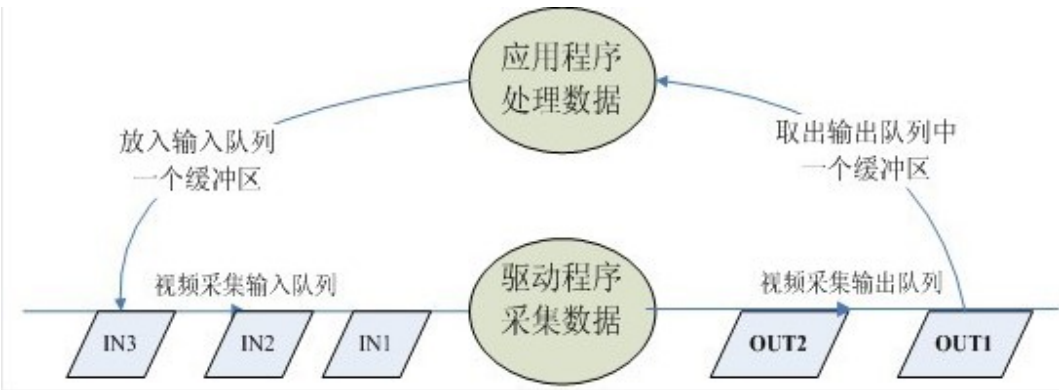 应用程序
处理数据
放入输入队列
一个缓冲区
取出输出队列中
一个缓冲区
视频采集输入队列
驱动程序
采集数据
视频采集输出队列
IN3
IN2
IN1
OUT2
OUT1